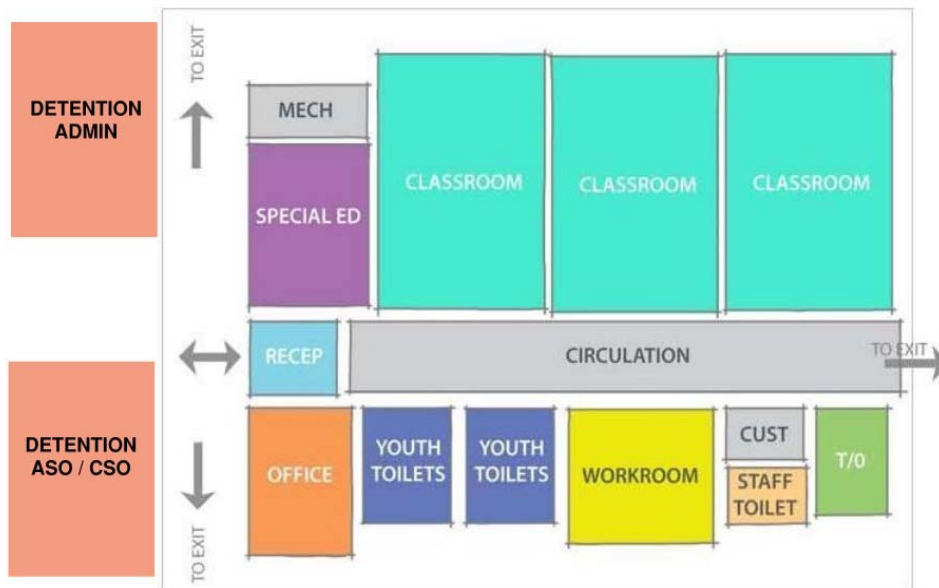 DETENTION
ADMIN
TO EXIT
MECH
SPECIAL ED
CLASSROOM
CLASSROOM
CLASSROOM
RECEP
CIRCULATION
TO EXIT
DETENTION
ASO / CSO
TO EXIT
OFFICE
YOUTH
TOILETS
YOUTH
TOILETS
WORKROOM
CUST
STAFF
TOILET
T/0